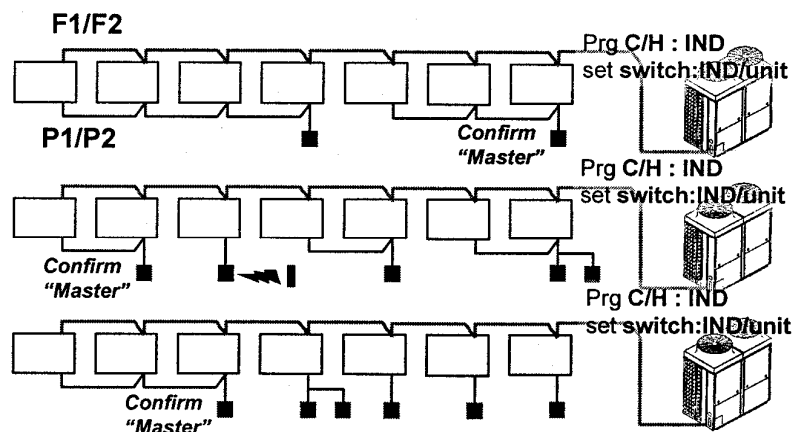 F1/F2
Prg C/H : IND
set switch:IND/unit
P1/P2
Confirm
"Master"
Prg C/H : IND
set switch:IND/unit
Confirm
"Master"
Prg C/H : IND
set switch:IND/unit
Confirm
"Master"